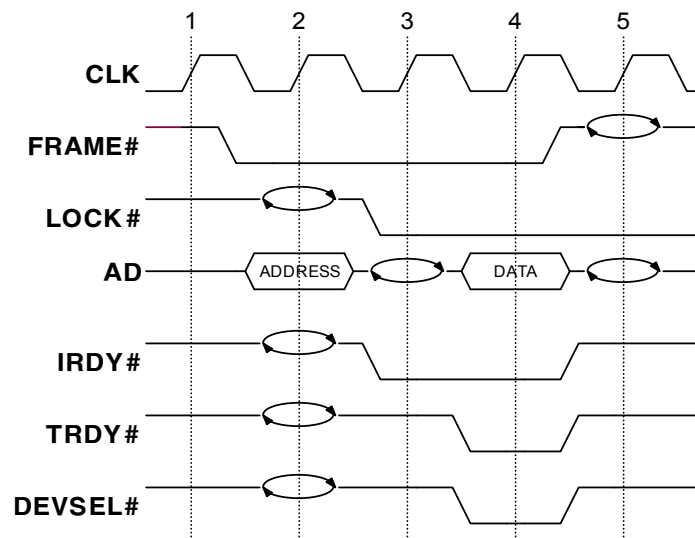 1 2 3 4 5
CLK
FRAME#
LOCK#
AD ADDRESS DATA
IRDY#
TRDY#
DEVSEL#